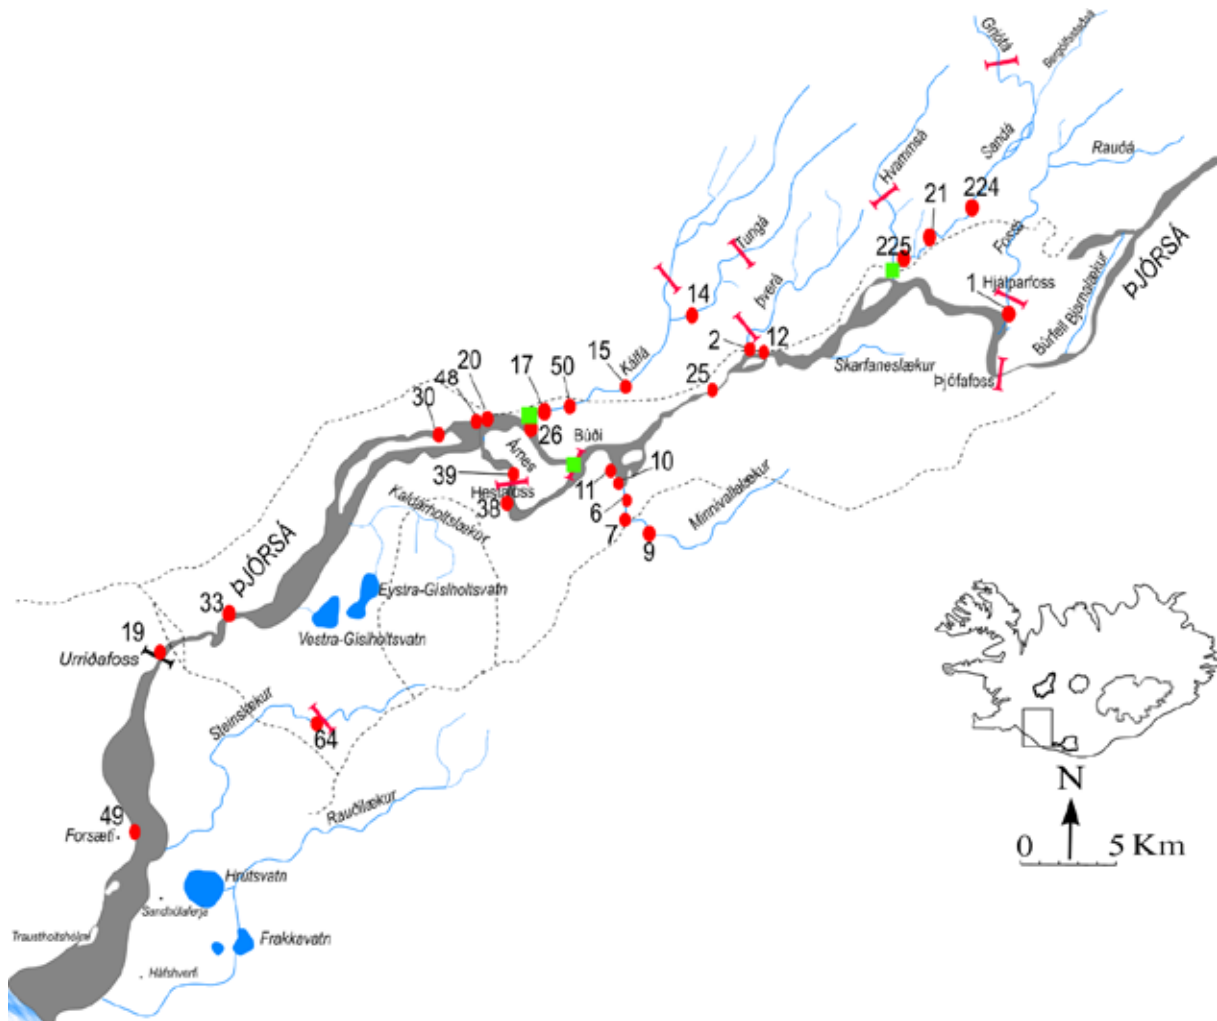 Grjótá
Bergólfsstaðaá
Sandá
Rauðá
Hvammsá
21
224
Fossá
Tungá
225
Þverá
14
1
Hjálparfoss
Búrfell Bjarnalækur
ÞJÓRSÁ
2
12
Skarfaneslækur
Þjófafoss
Kálfá
15
50
17
20
48
30
25
26
Búði
Árnes
39
Hestafoss
38
10
11
6
7
9
Minnivallalækur
Kaldárholtslækur
ÞJÓRSÁ
Eystra-Gíslholtsvatn
Vestra-Gíslholtsvatn
33
19
Urriðafoss
Steinslækur
64
Rauðilækur
49
Forsæti
Hrútsvatn
Sandhólaferja
Traustholtshólmi
Frakkavatn
Háfshverfi
N
0 5 Km